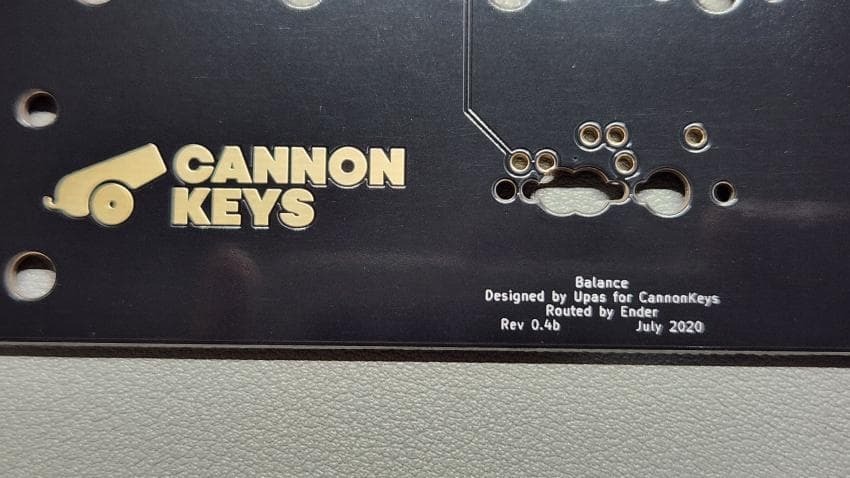 CANNON
KEYS
Balance
Designed by Upas for CannonKeys
Routed by Ender
Rev 0.4b July 2020